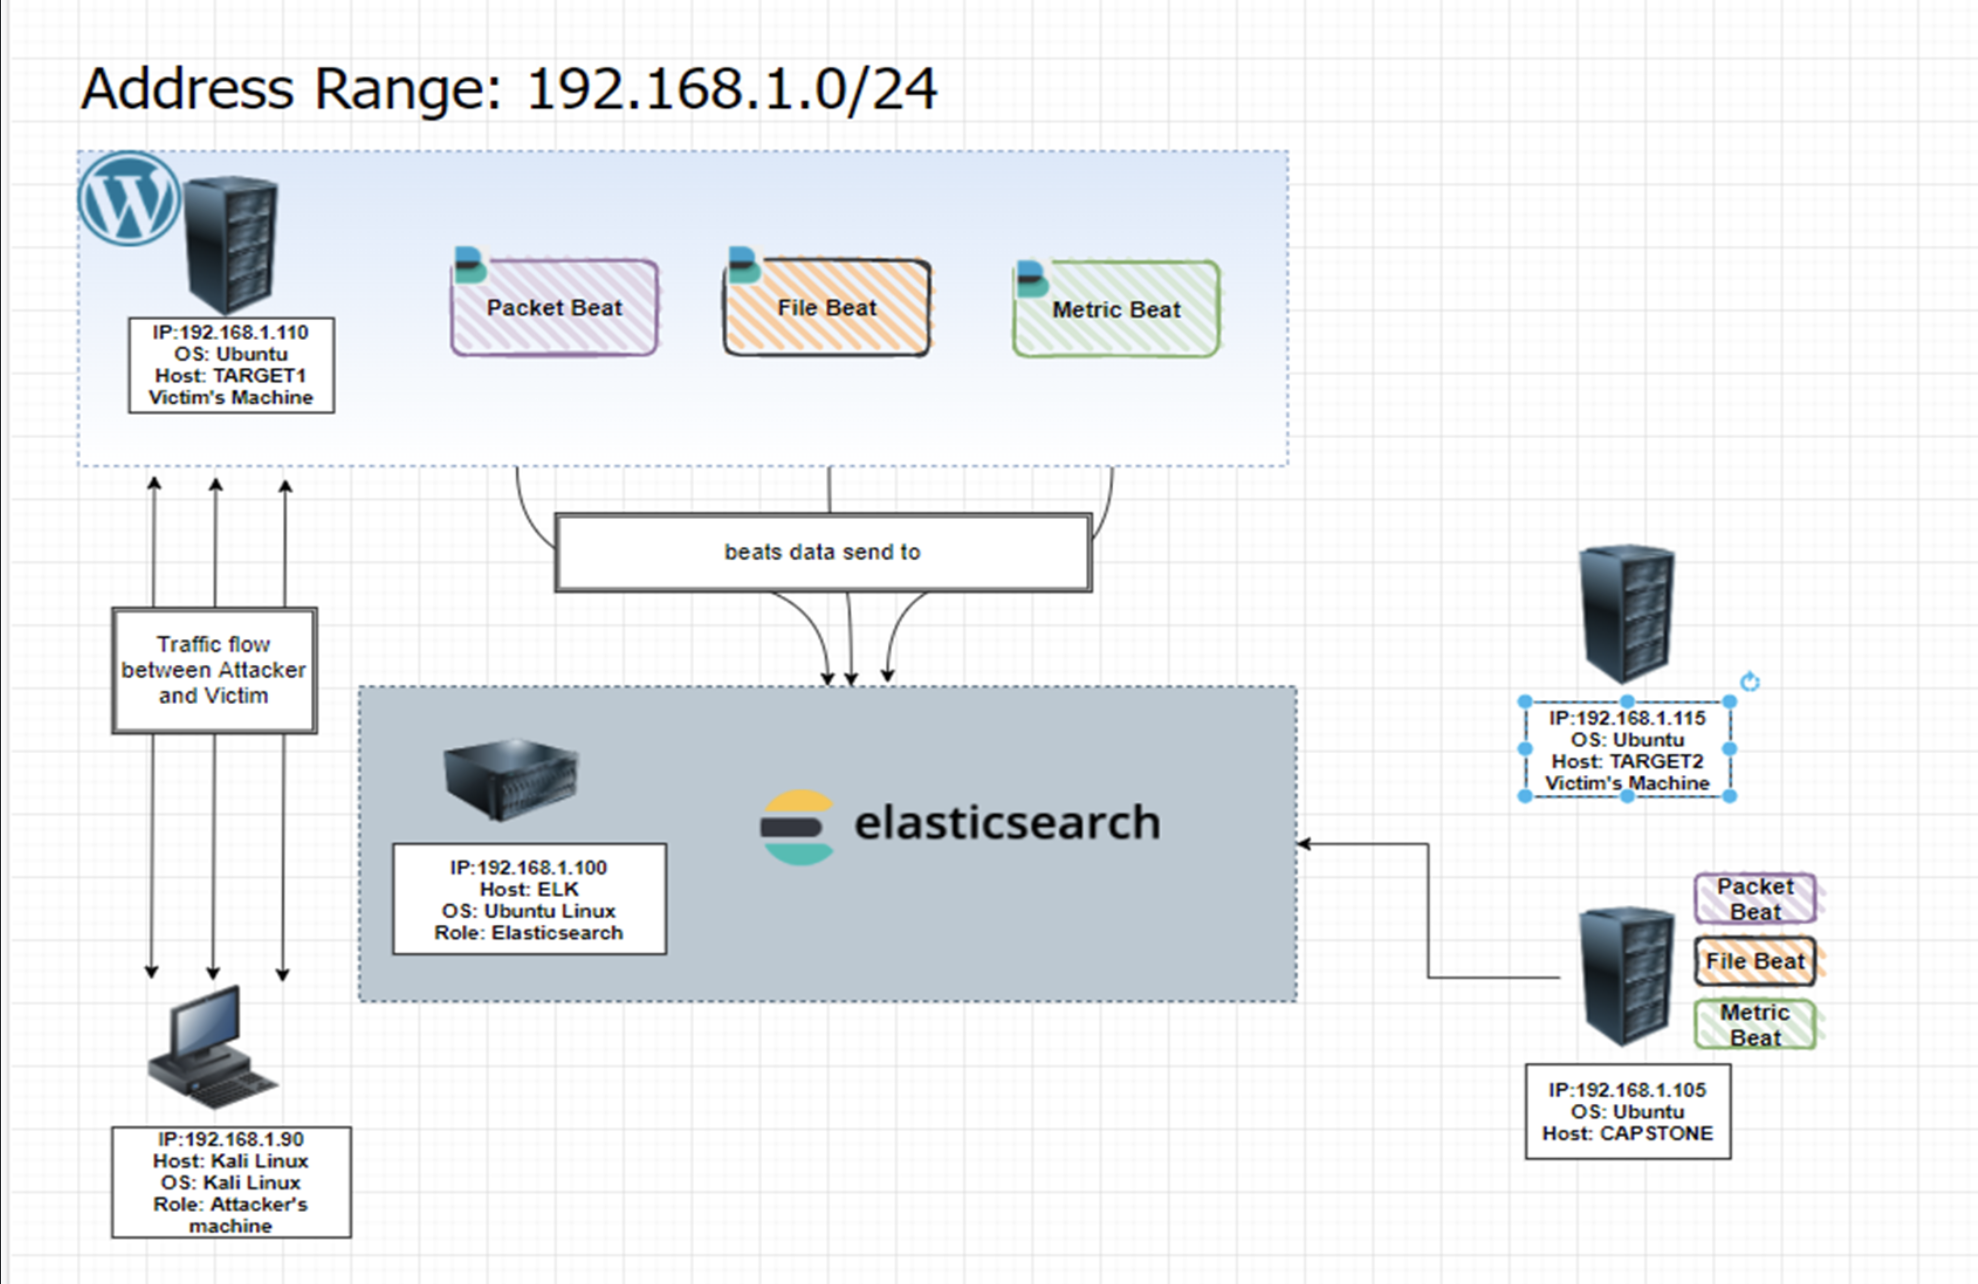 Address Range: 192.168.1.0/24
W
IP:192.168.1.110
OS: Ubuntu
Host: TARGET1
Victim's Machine
Packet Beat
File Beat
Metric Beat
beats data send to
Traffic flow
between Attacker
and Victim
IP:192.168.1.100
Host: ELK
OS: Ubuntu Linux
Role: Elasticsearch
elasticsearch
IP:192.168.1.115
OS: Ubuntu
Host: TARGET2
Victim's Machine
Packet
Beat
File Beat
Metric
Beat
IP:192.168.1.105
OS: Ubuntu
Host: CAPSTONE
IP:192.168.1.90
Host: Kali Linux
OS: Kali Linux
Role: Attacker's
machine